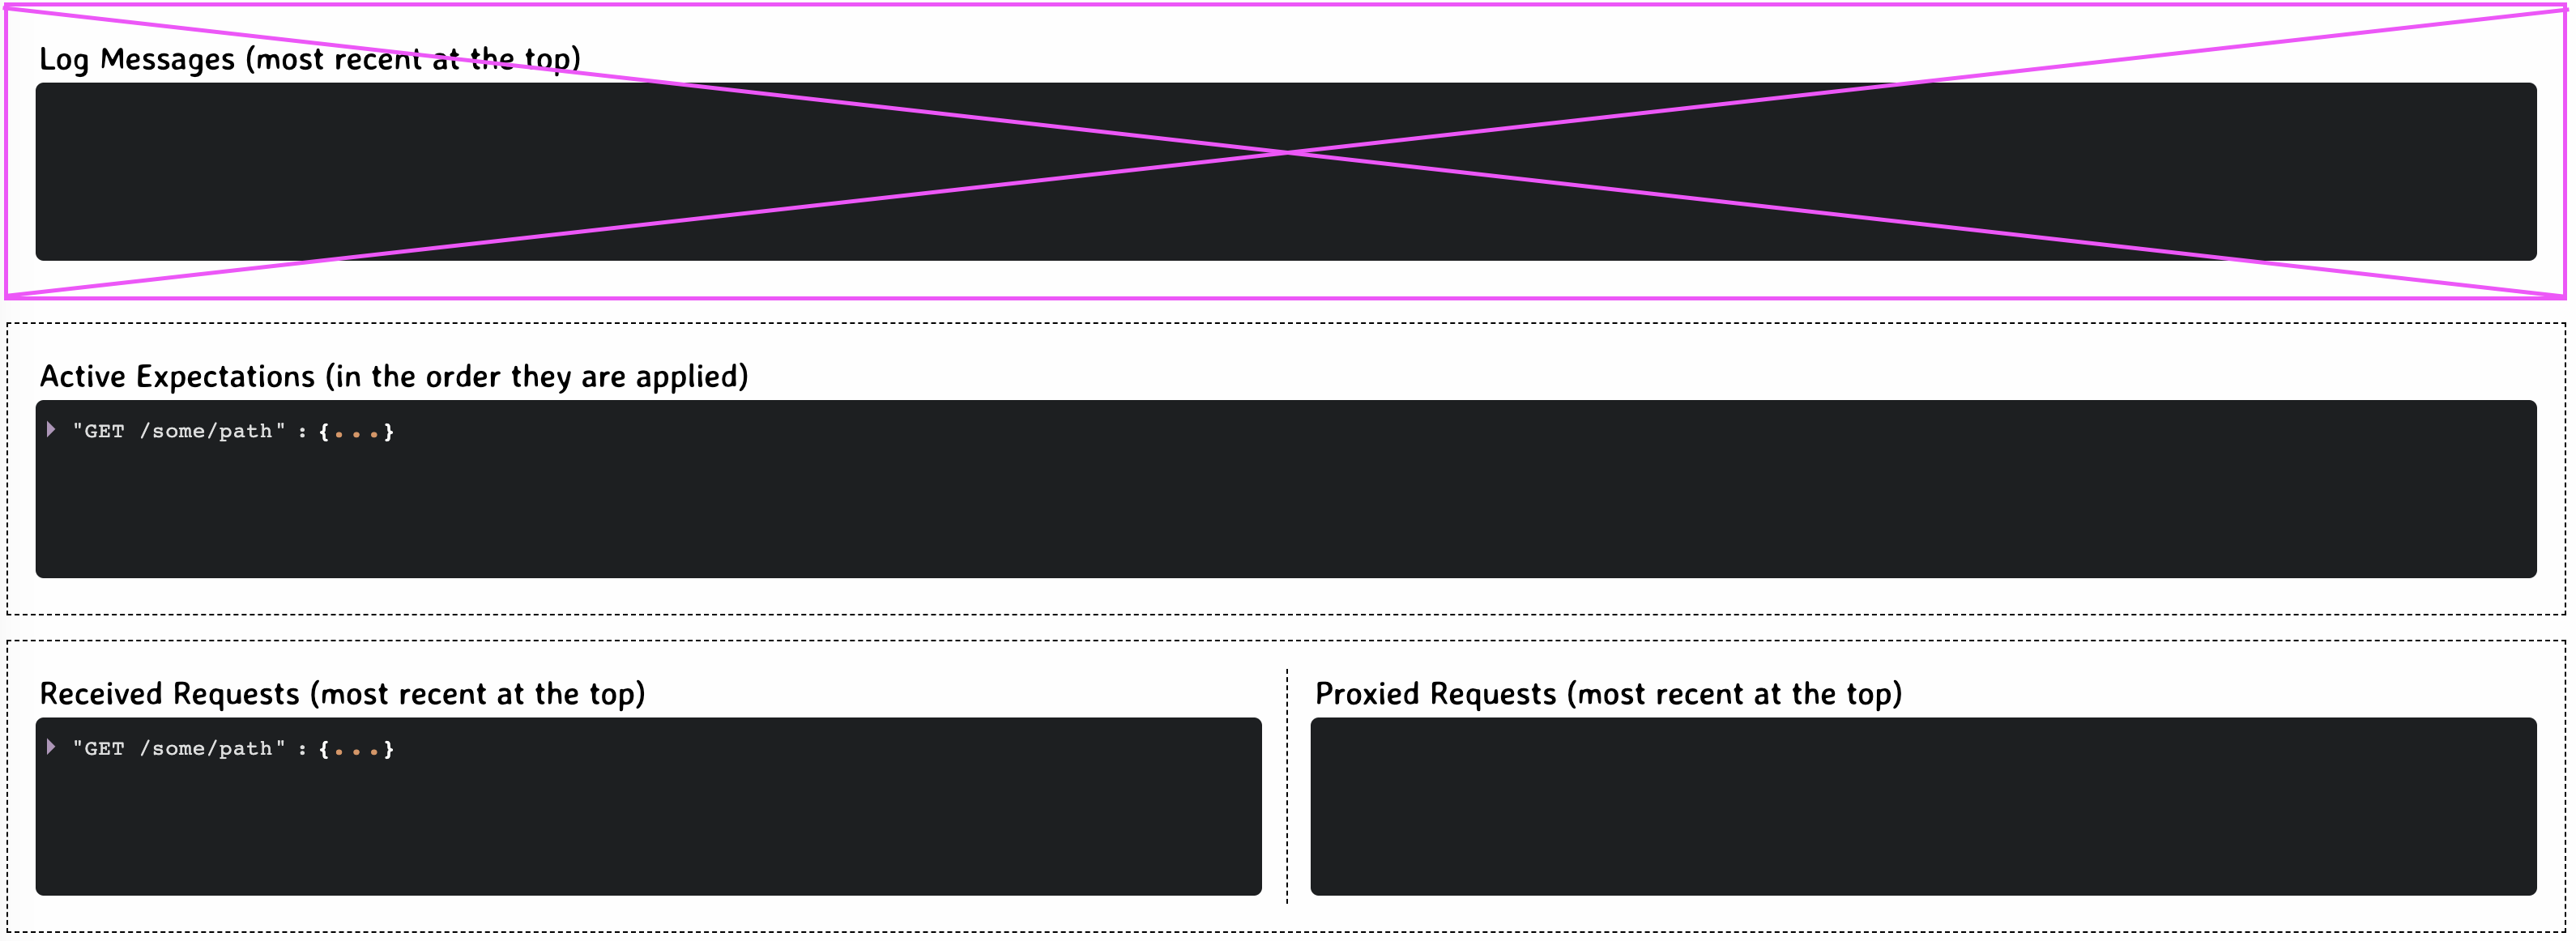 Log Messages (most recent at the top)
Active Expectations (in the order they are applied)
"GET /some/path" : {...}
Received Requests (most recent at the top)
"GET /some/path" : {...}
Proxied Requests (most recent at the top)